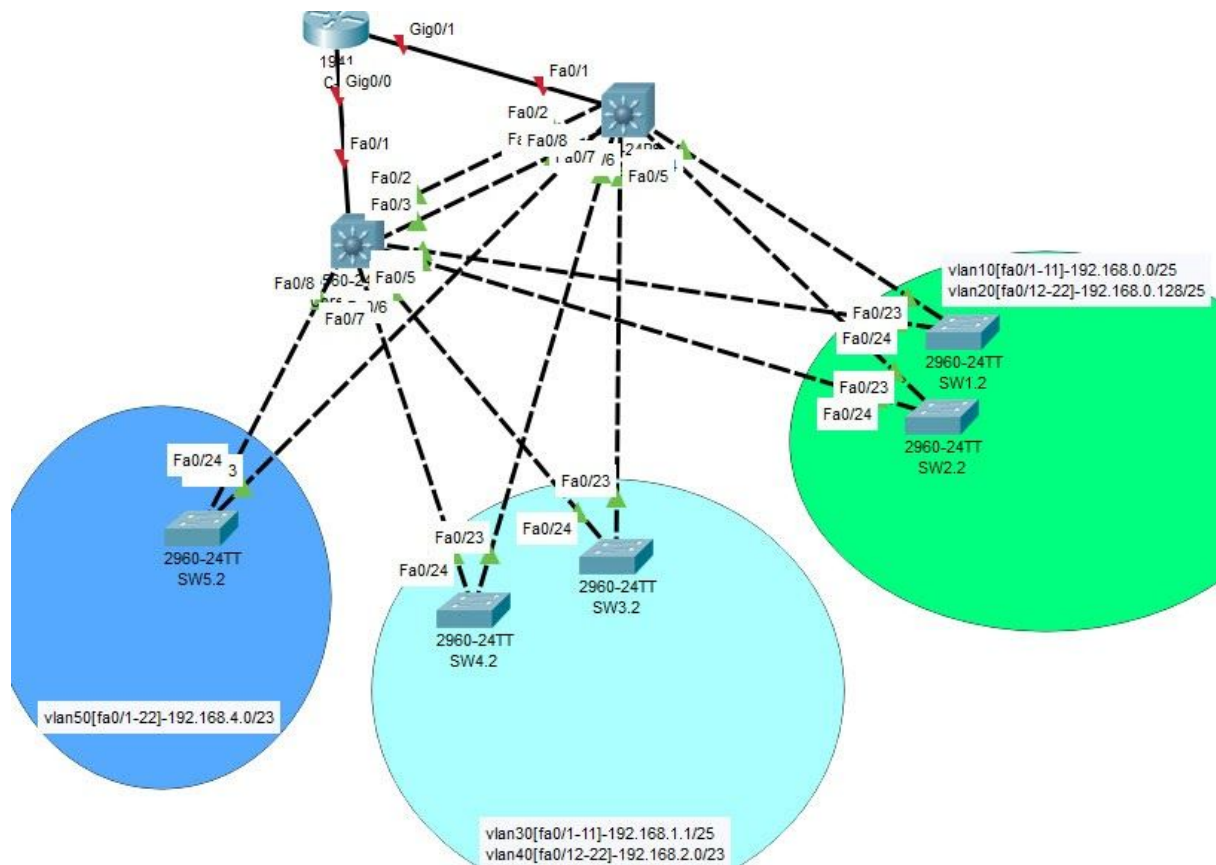 Gig0/1
Gig0/0
Fa0/1
Fa0/1
Fa0/2
Fa0/8
Fa0/7
/6
Fa0/5
Fa0/2
Fa0/3
Fa0/8
Fa0/5
Fa0/7
vlan10[fa0/1-11]-192.168.0.0/25
vlan20[fa0/12-22]-192.168.0.128/25
Fa0/23
Fa0/24
2960-24TT
SW1.2
Fa0/23
Fa0/24
2960-24TT
SW2.2
Fa0/24
3
2960-24TT
SW5.2
Fa0/23
Fa0/24
2960-24TT
SW3.2
Fa0/23
Fa0/24
2960-24TT
SW4.2
vlan50[fa0/1-22]-192.168.4.0/23
vlan30[fa0/1-11]-192.168.1.1/25
vlan40[fa0/12-22]-192.168.2.0/23